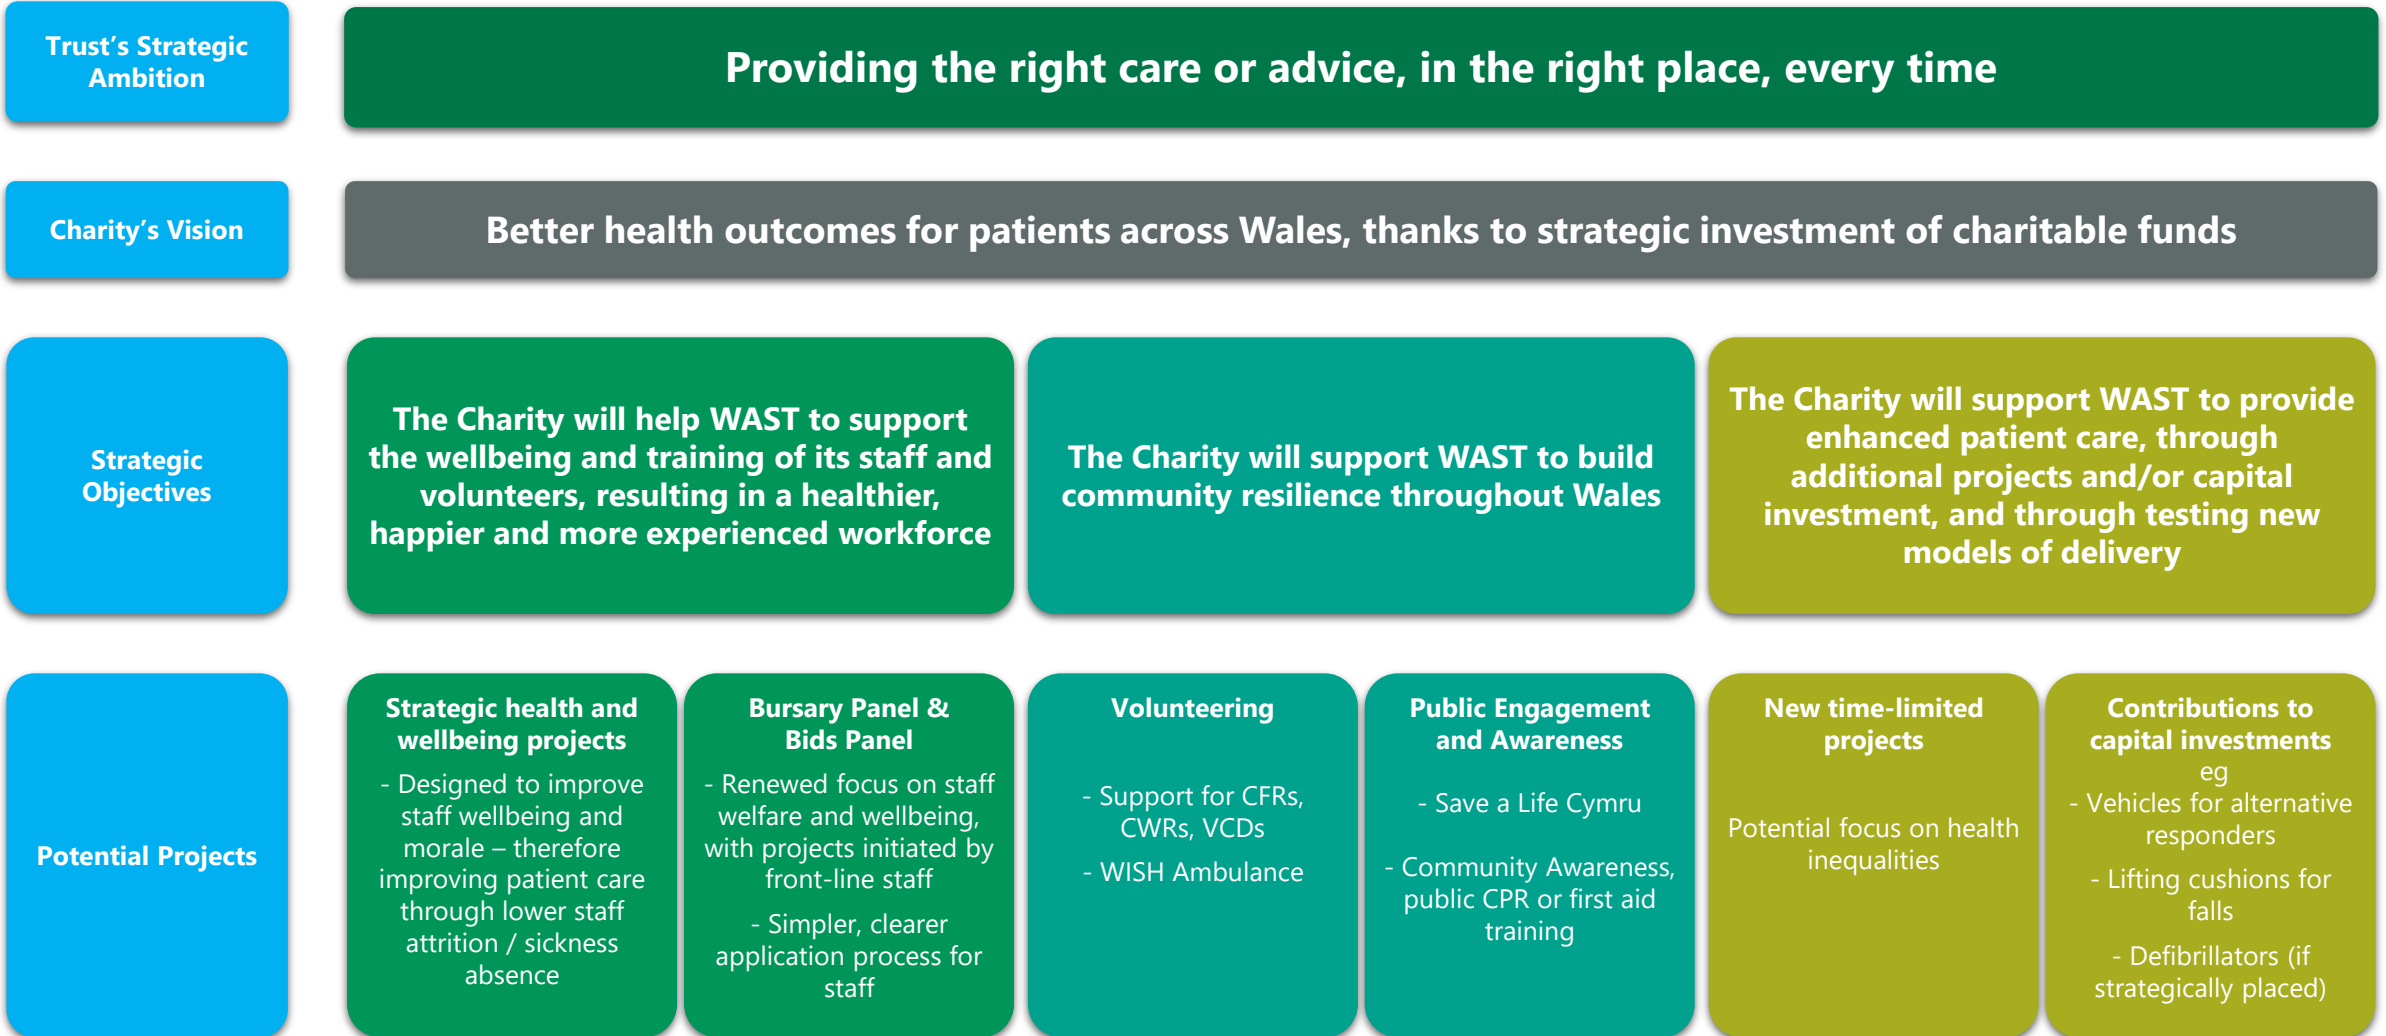 Trust's Strategic
Ambition
Providing the right care or advice, in the right place, every time
Charity's Vision
Better health outcomes for patients across Wales, thanks to strategic investment of charitable funds
Strategic
Objectives
The Charity will help WAST to support
the wellbeing and training of its staff and
volunteers, resulting in a healthier,
happier and more experienced workforce
The Charity will support WAST to build
community resilience throughout Wales
The Charity will support WAST to provide
enhanced patient care, through
additional projects and/or capital
investment, and through testing new
models of delivery
Potential Projects
Strategic health and
wellbeing projects
- Designed to improve
staff wellbeing and
morale – therefore
improving patient care
through lower staff
attrition / sickness
absence
Bursary Panel &
Bids Panel
- Renewed focus on staff
welfare and wellbeing,
with projects initiated by
front-line staff
- Simpler, clearer
application process for
staff
Volunteering
- Support for CFRs,
CWRs, VCDs
- WISH Ambulance
Public Engagement
and Awareness
- Save a Life Cymru
- Community Awareness,
public CPR or first aid
training
New time-limited
projects
Potential focus on health
inequalities
Contributions to
capital investments
eg
- Vehicles for alternative
responders
- Lifting cushions for
falls
- Defibrillators (if
strategically placed)